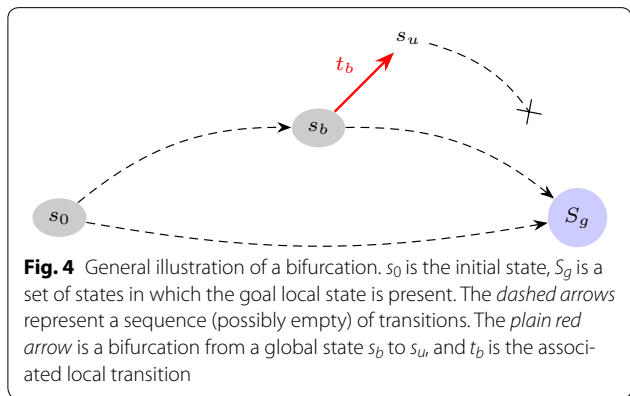 s_u
t_b
s_b
s_0
S_g
Fig. 4 General illustration of a bifurcation. s_0 is the initial state, S_g is a
set of states in which the goal local state is present. The dashed arrows
represent a sequence (possibly empty) of transitions. The plain red
arrow is a bifurcation from a global state s_b to s_u, and t_b is the associ-
ated local transition